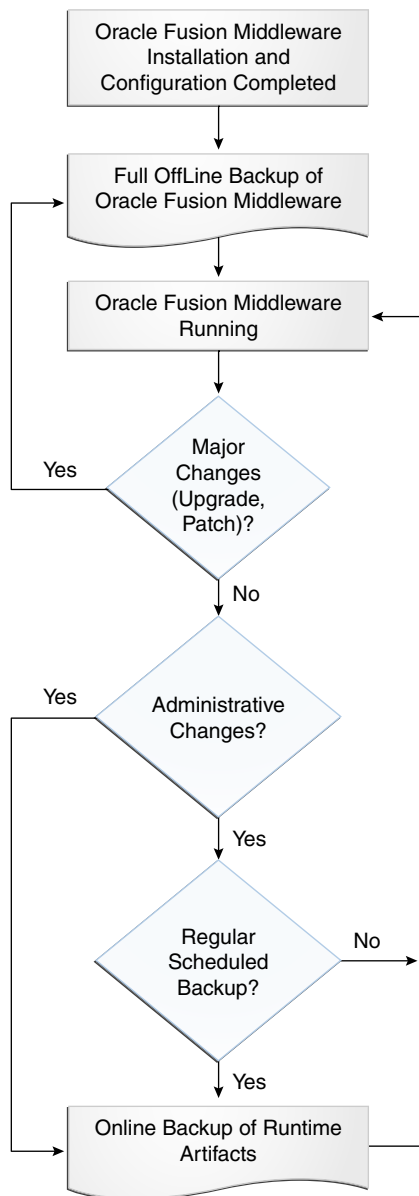 Oracle Fusion Middleware
Installation and
Configuration Completed
Full OffLine Backup of
Oracle Fusion Middleware
Oracle Fusion Middleware
Running
Major
Changes
(Upgrade,
Patch)?
Yes
No
Administrative
Changes?
Yes
Yes
Regular
Scheduled
Backup?
No
Yes
Online Backup of Runtime
Artifacts